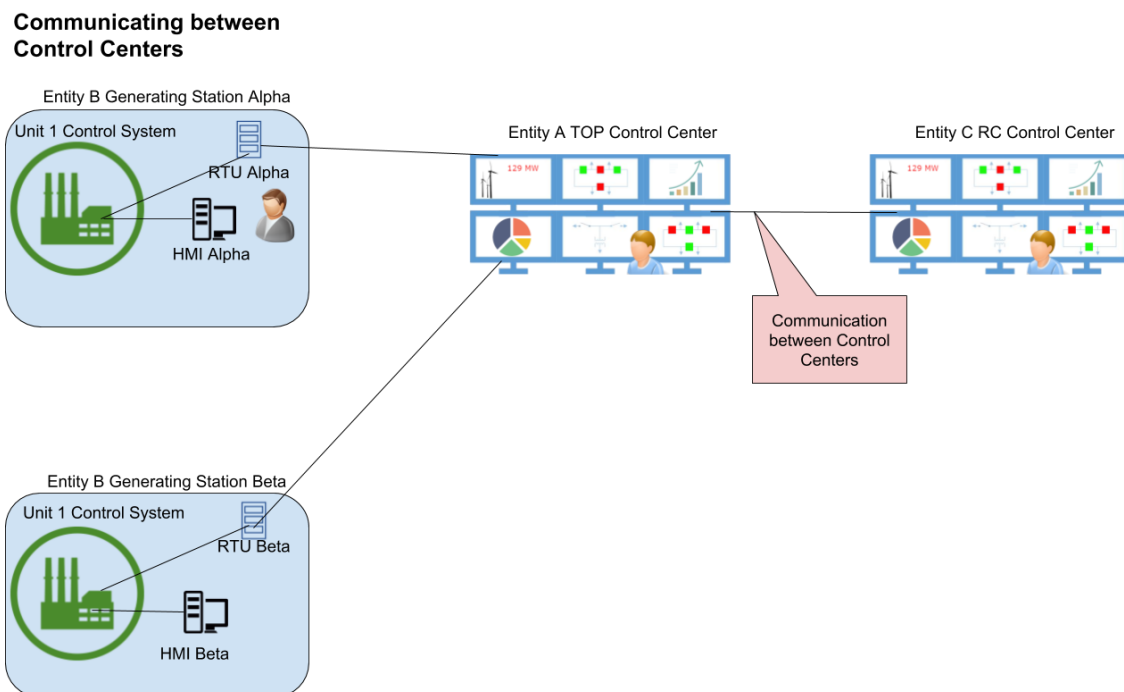 Communicating between
Control Centers
Entity B Generating Station Alpha
Unit 1 Control System
RTU Alpha
HMI Alpha
Entity A TOP Control Center
129 MW
Entity C RC Control Center
129 MW
Communication
between Control
Centers
Entity B Generating Station Beta
Unit 1 Control System
RTU Beta
HMI Beta